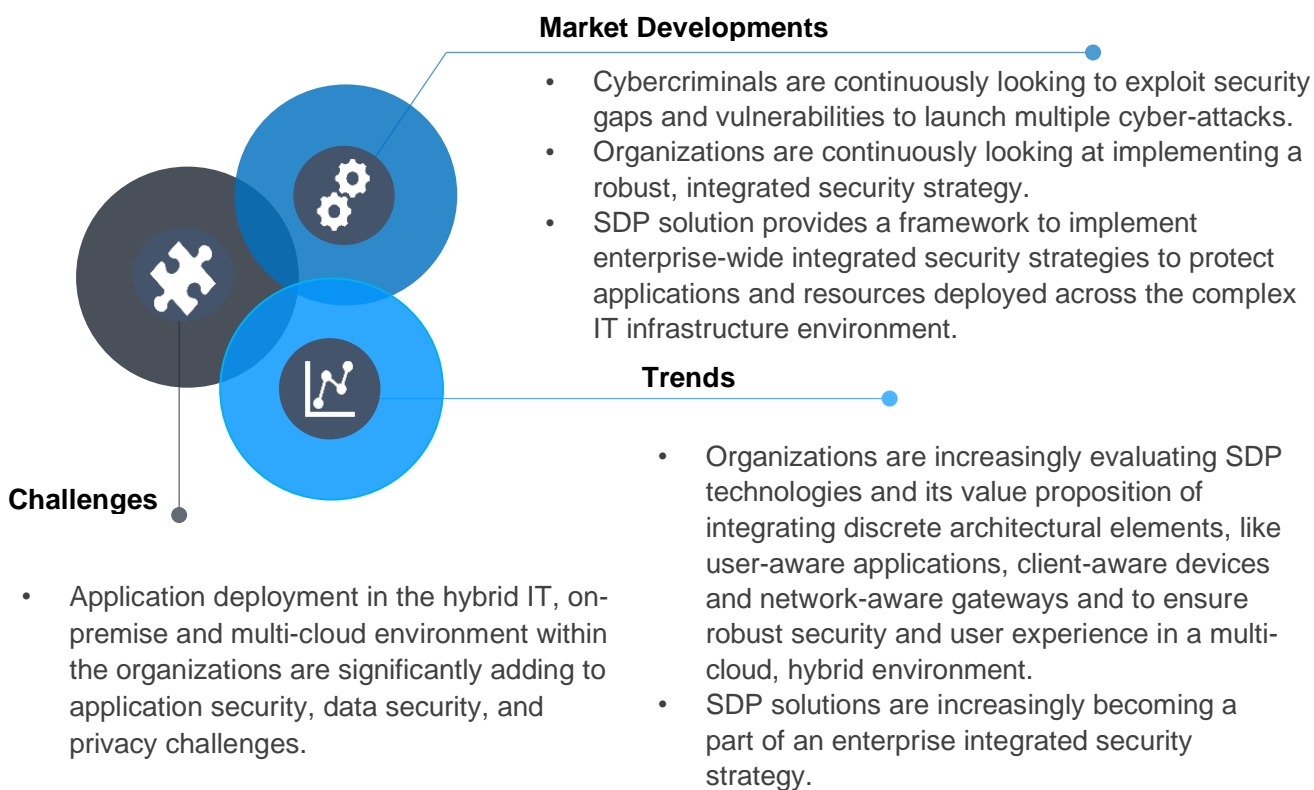 Market Developments
• Cybercriminals are continuously looking to exploit security
gaps and vulnerabilities to launch multiple cyber-attacks.
• Organizations are continuously looking at implementing a
robust, integrated security strategy.
• SDP solution provides a framework to implement
enterprise-wide integrated security strategies to protect
applications and resources deployed across the complex
IT infrastructure environment.
Trends
• Organizations are increasingly evaluating SDP
technologies and its value proposition of
integrating discrete architectural elements, like
user-aware applications, client-aware devices
and network-aware gateways and to ensure
robust security and user experience in a multi-
cloud, hybrid environment.
• SDP solutions are increasingly becoming a
part of an enterprise integrated security
strategy.
Challenges
• Application deployment in the hybrid IT, on-
premise and multi-cloud environment within
the organizations are significantly adding to
application security, data security, and
privacy challenges.